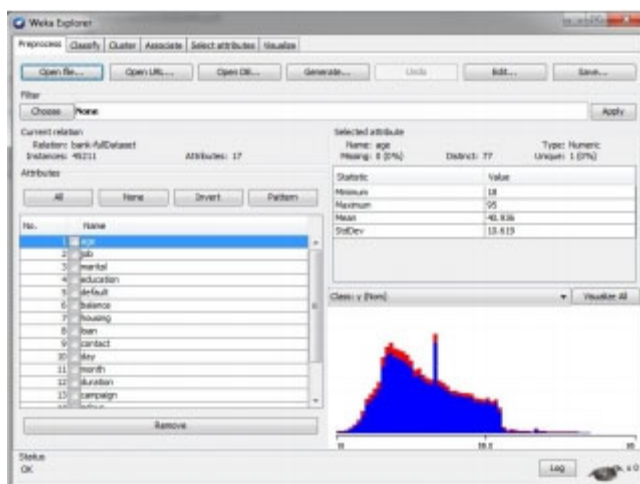 Weka Explorer
Preprocess Classify Cluster Associate Select attributes Visualize
Open file... Open URL... Open DB... Generate... Undo Edit... Save...
Filter
Choose None Apply
Current relation
Relation: bank-fullDataset
Instances: 45211 Attributes: 17
Selected attribute
Name: age Type: Numeric
Missing: 0 (0%) Distinct: 77 Unique: 1 (0%)
Attributes
All None Invert Pattern
No. Name
1 age
2 job
3 marital
4 education
5 default
6 balance
7 housing
8 loan
9 contact
10 day
11 month
12 duration
13 campaign
Remove
Statistic Value
Minimum 18
Maximum 95
Mean 40.936
StdDev 10.619
Class: y (Nom) Visualize All
18 56.5 95
Status
OK
Log x 0